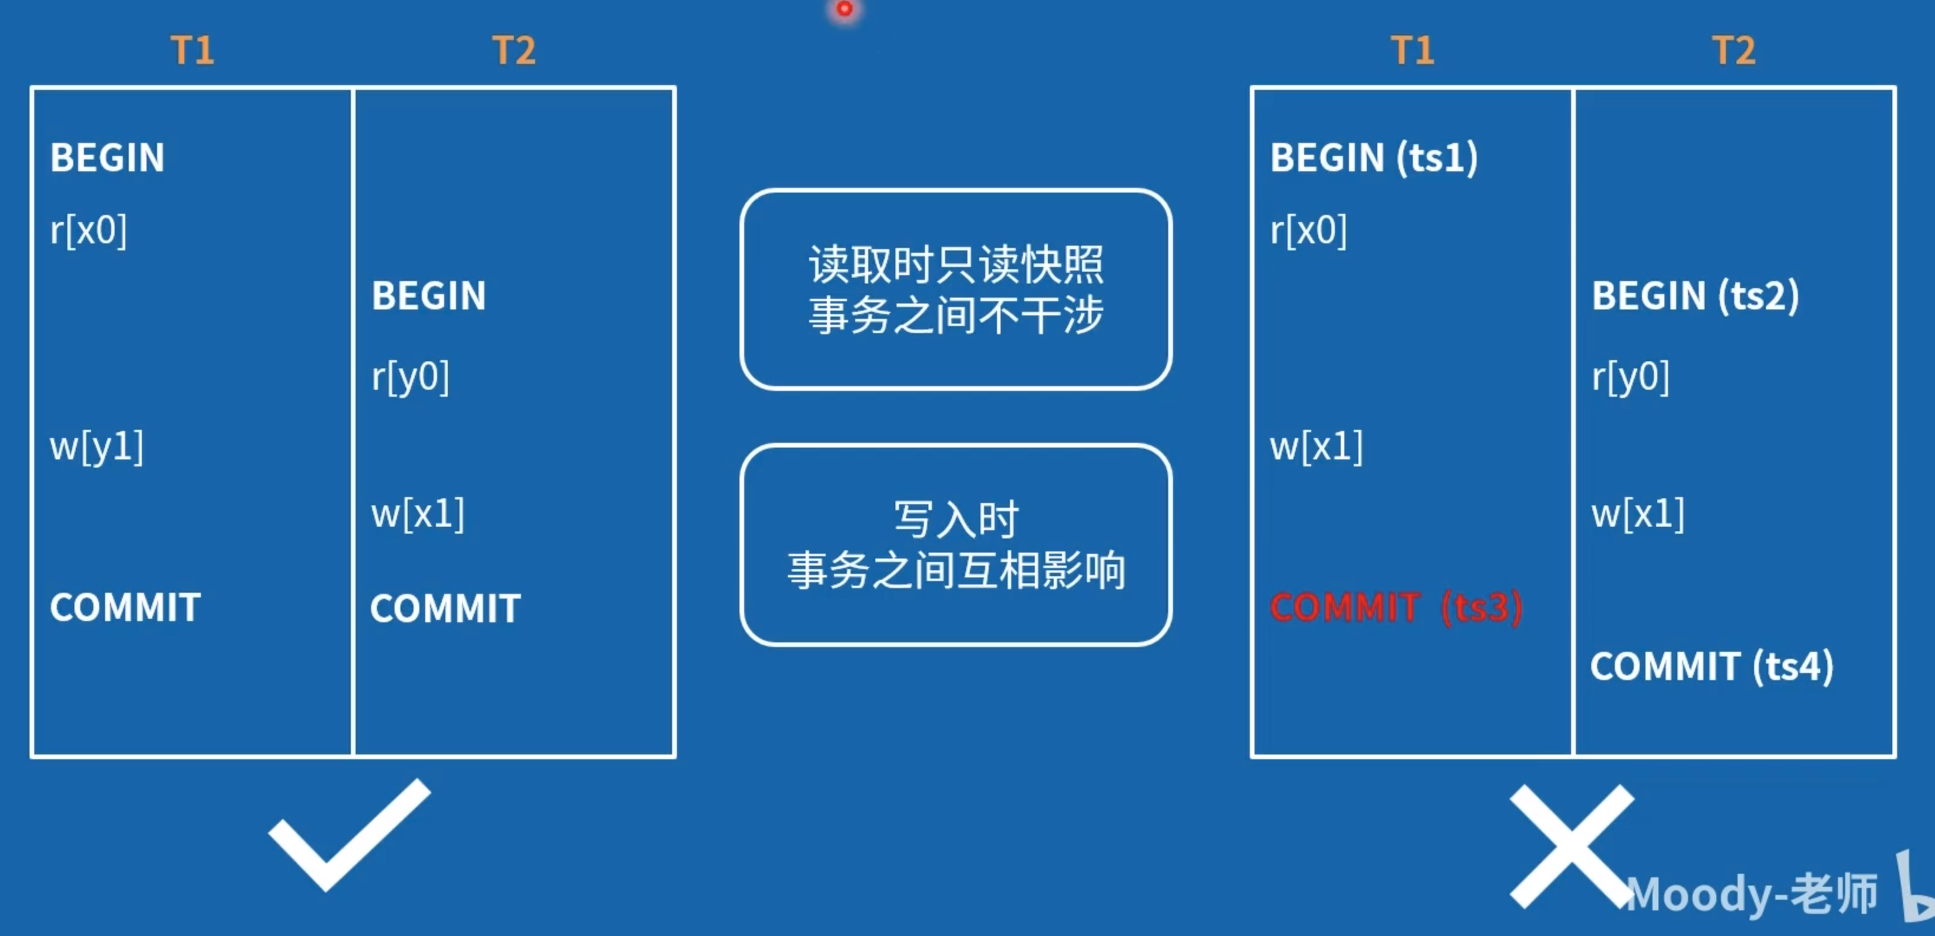 T1
T2
BEGIN
r[x0]
BEGIN
r[y0]
w[y1]
w[x1]
COMMIT
COMMIT
读取时只读快照
事务之间不干涉
写入时
事务之间互相影响
T1
T2
BEGIN (ts1)
r[x0]
BEGIN (ts2)
r[y0]
w[x1]
w[x1]
COMMIT (ts3)
COMMIT (ts4)
Moody-老师